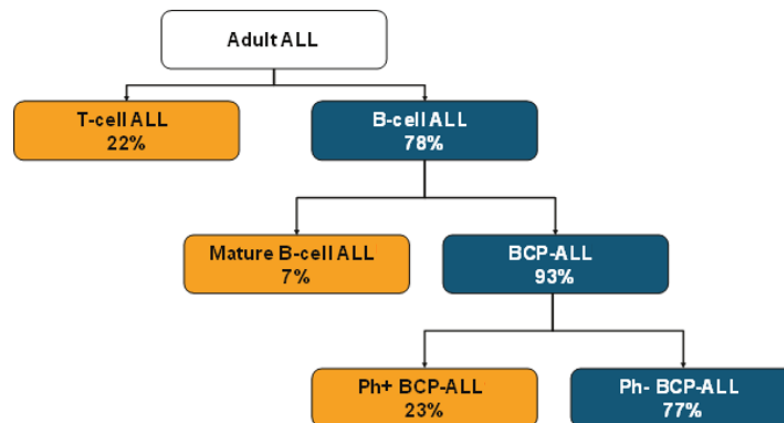 Adult ALL
T-cell ALL
22%
B-cell ALL
78%
Mature B-cell ALL
7%
BCP-ALL
93%
Ph+ BCP-ALL
23%
Ph- BCP-ALL
77%